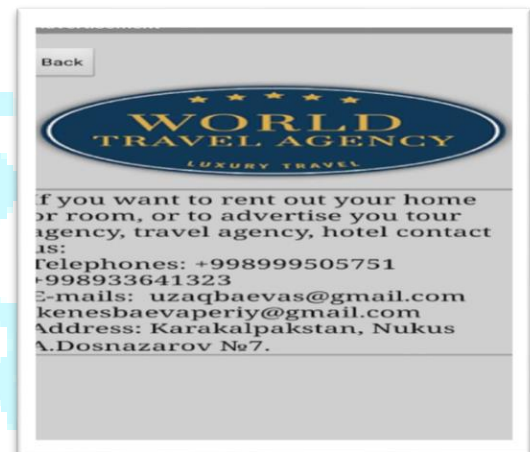 Back
WORLD
TRAVEL AGENCY
LUXURY TRAVEL
If you want to rent out your home
or room, or to advertise you tour
agency, travel agency, hotel contact
us:
Telephones: +998999505751
+998933641323
E-mails: uzaqbaevas@gmail.com
kenesbaevaperiy@gmail.com
Address: Karakalpakstan, Nukus
A.Dosnazarov №7.